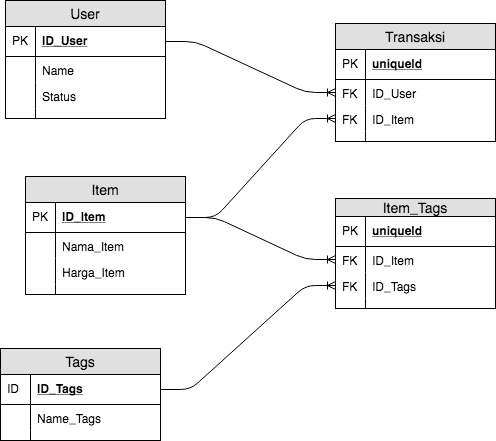 User
PK ID_User
Name
Status
Transaksi
PK uniqueId
FK ID_User
FK ID_Item
Item
PK ID_Item
Nama_Item
Harga_Item
Item_Tags
PK uniqueId
FK ID_Item
FK ID_Tags
Tags
ID ID_Tags
Name_Tags